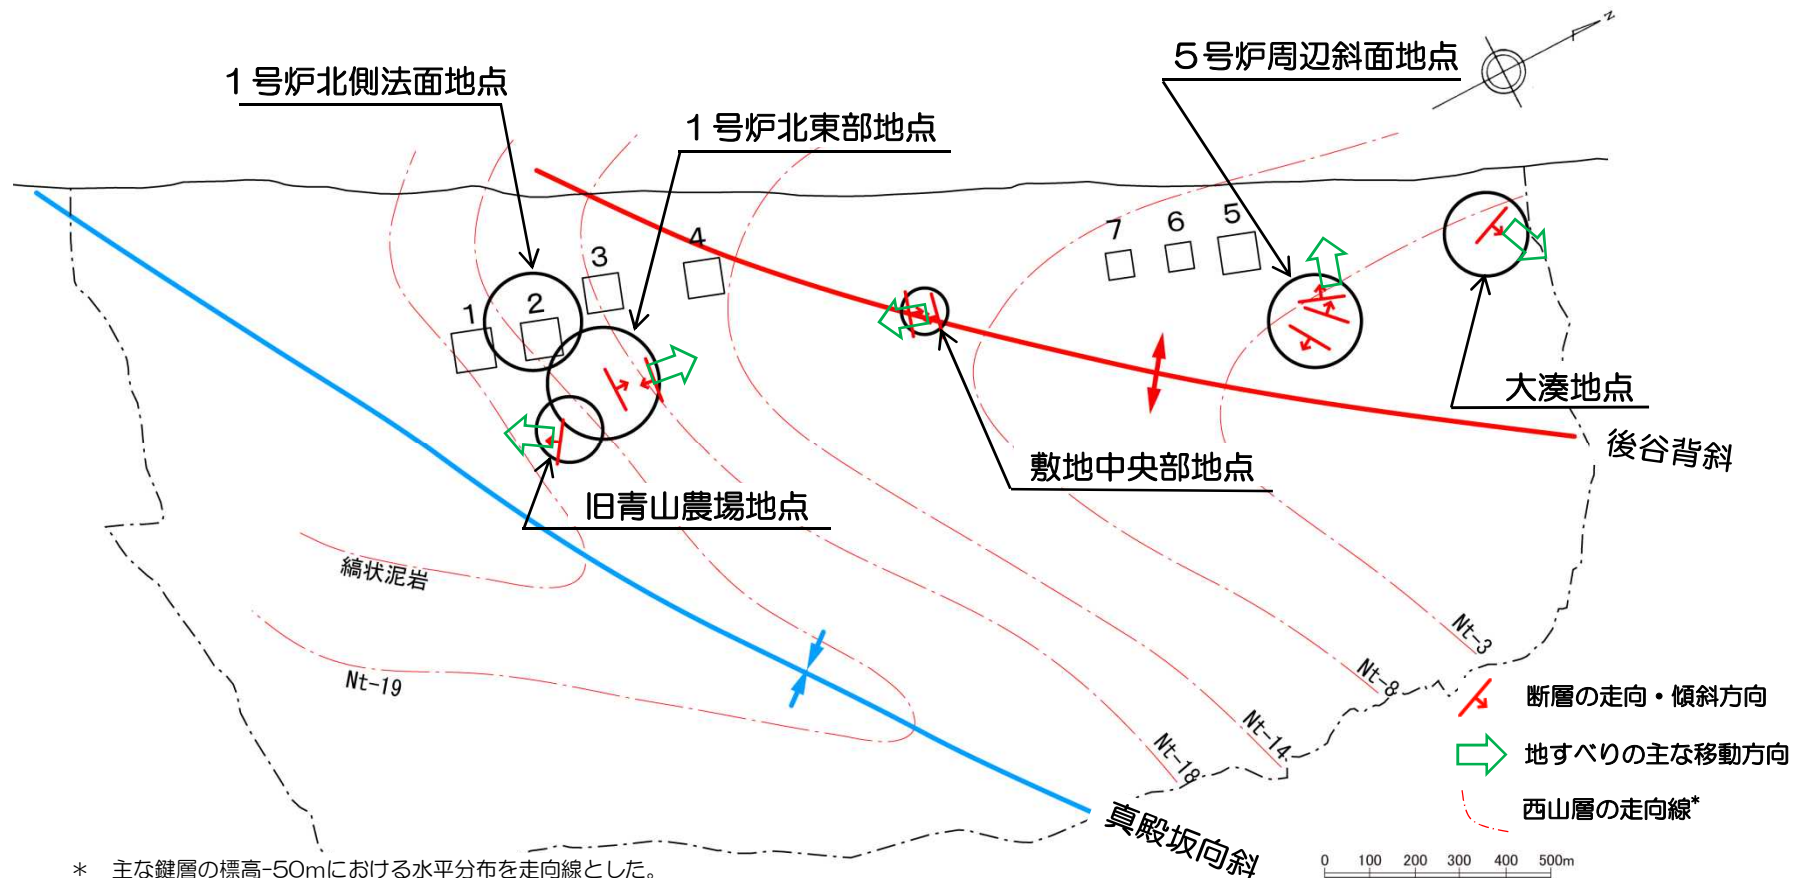 N
5号炉周辺斜面地点
1号炉北側法面地点
1号炉北東部地点
1
2
3
4
7
6
5
大湊地点
後谷背斜
敷地中央部地点
旧青山農場地点
縞状泥岩
Nt-19
Nt-3
Nt-8
Nt-14
Nt-18
真殿坂向斜
断層の走向・傾斜方向
地すべりの主な移動方向
西山層の走向線*
0 100 200 300 400 500m
* 主な鍵層の標高-50mにおける水平分布を走向線とした。